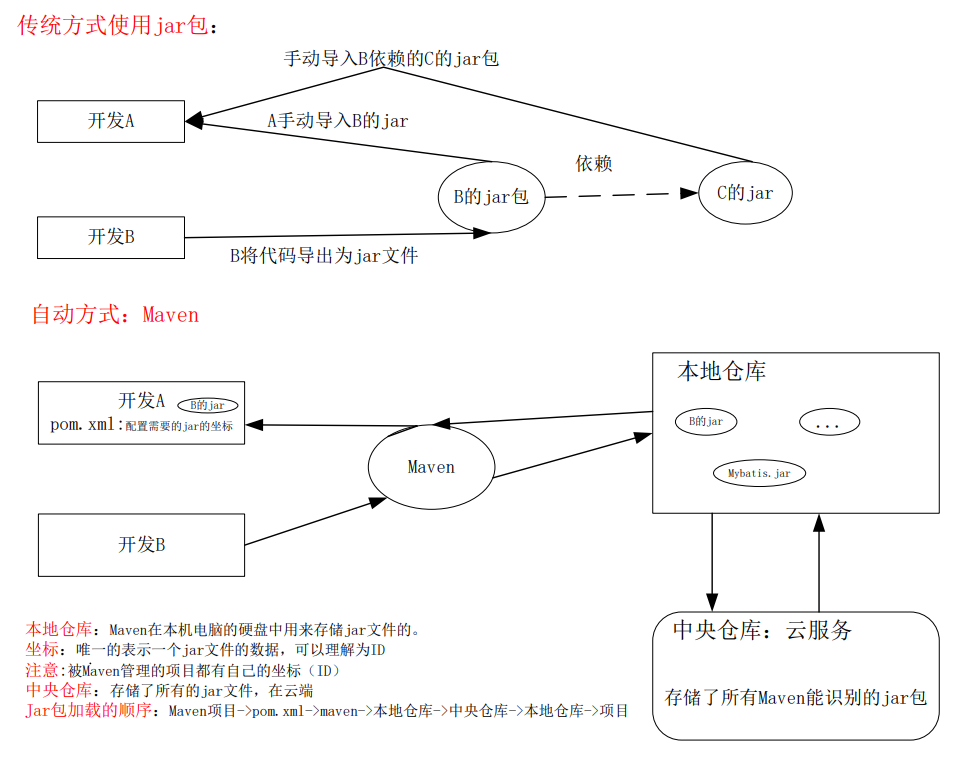 传统方式使用jar包：
手动导入B依赖的C的jar包
开发A
A手动导入B的jar
依赖
B的jar包
C的jar
开发B
B将代码导出为jar文件
自动方式：Maven
本地仓库
开发A
B的jar
pom.xml:配置需要的jar的坐标
B的jar
...
Maven
Mybatis.jar
开发B
本地仓库：Maven在本机电脑的硬盘中用来存储jar文件的。
坐标：唯一的表示一个jar文件的数据，可以理解为ID
注意:被Maven管理的项目都有自己的坐标（ID）
中央仓库：存储了所有的jar文件，在云端
Jar包加载的顺序：Maven项目->pom.xml->maven->本地仓库->中央仓库->本地仓库->项目
中央仓库：云服务
存储了所有Maven能识别的jar包